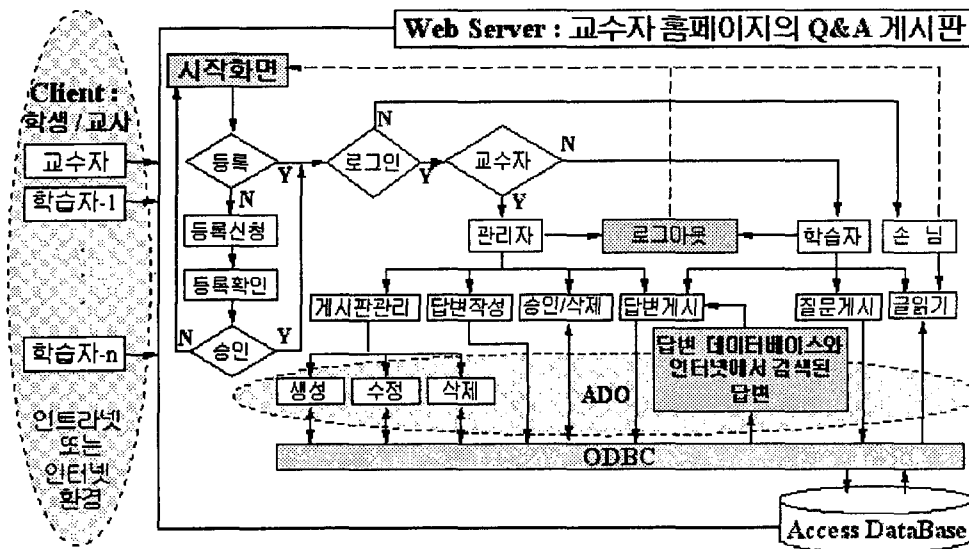 Web Server : 교수자 홈페이지의 Q&A 게시판
Client :
학생 / 교사
교수자
학습자-1
학습자-n
인트라넷
또는
인터넷
환경
시작화면
등록
Y
N
등록신청
등록확인
승인
N
Y
로그인
N
Y
교수자
N
Y
관리자
로그아웃
학습자
손 님
게시판관리
답변작성
승인/삭제
답변게시
질문게시
글읽기
생성
수정
삭제
ADO
답변 데이터베이스와
인터넷에서 검색된
답변
ODBC
Access DataBase